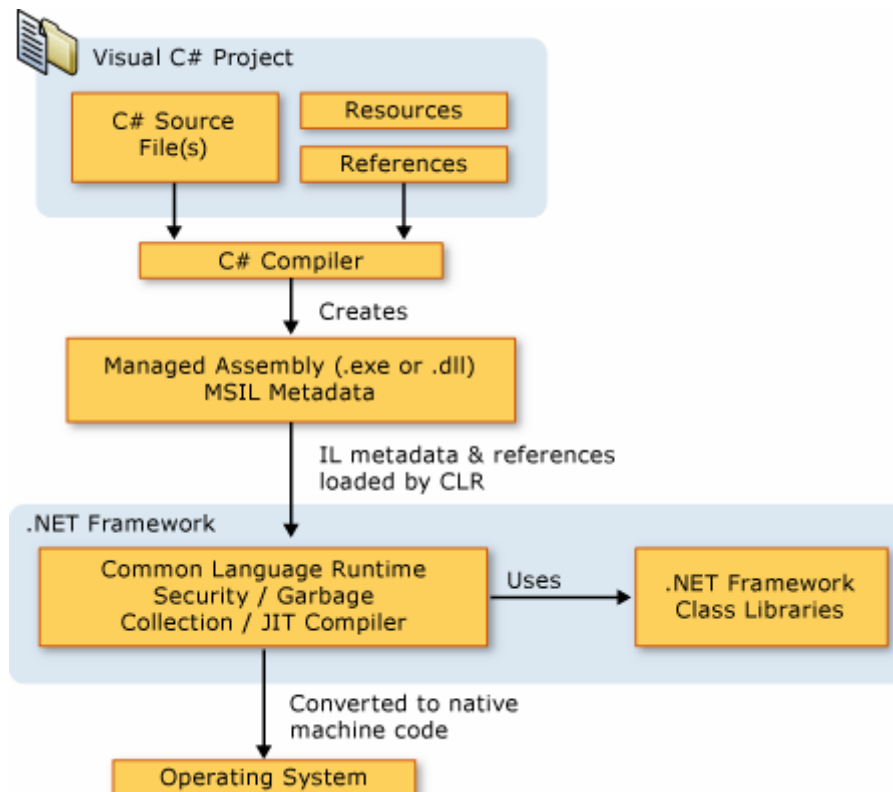 Visual C# Project
C# Source
File(s)
Resources
References
C# Compiler
Creates
Managed Assembly (.exe or .dll)
MSIL Metadata
IL metadata & references
loaded by CLR
.NET Framework
Common Language Runtime
Security / Garbage
Collection / JIT Compiler
Uses
.NET Framework
Class Libraries
Converted to native
machine code
Operating System